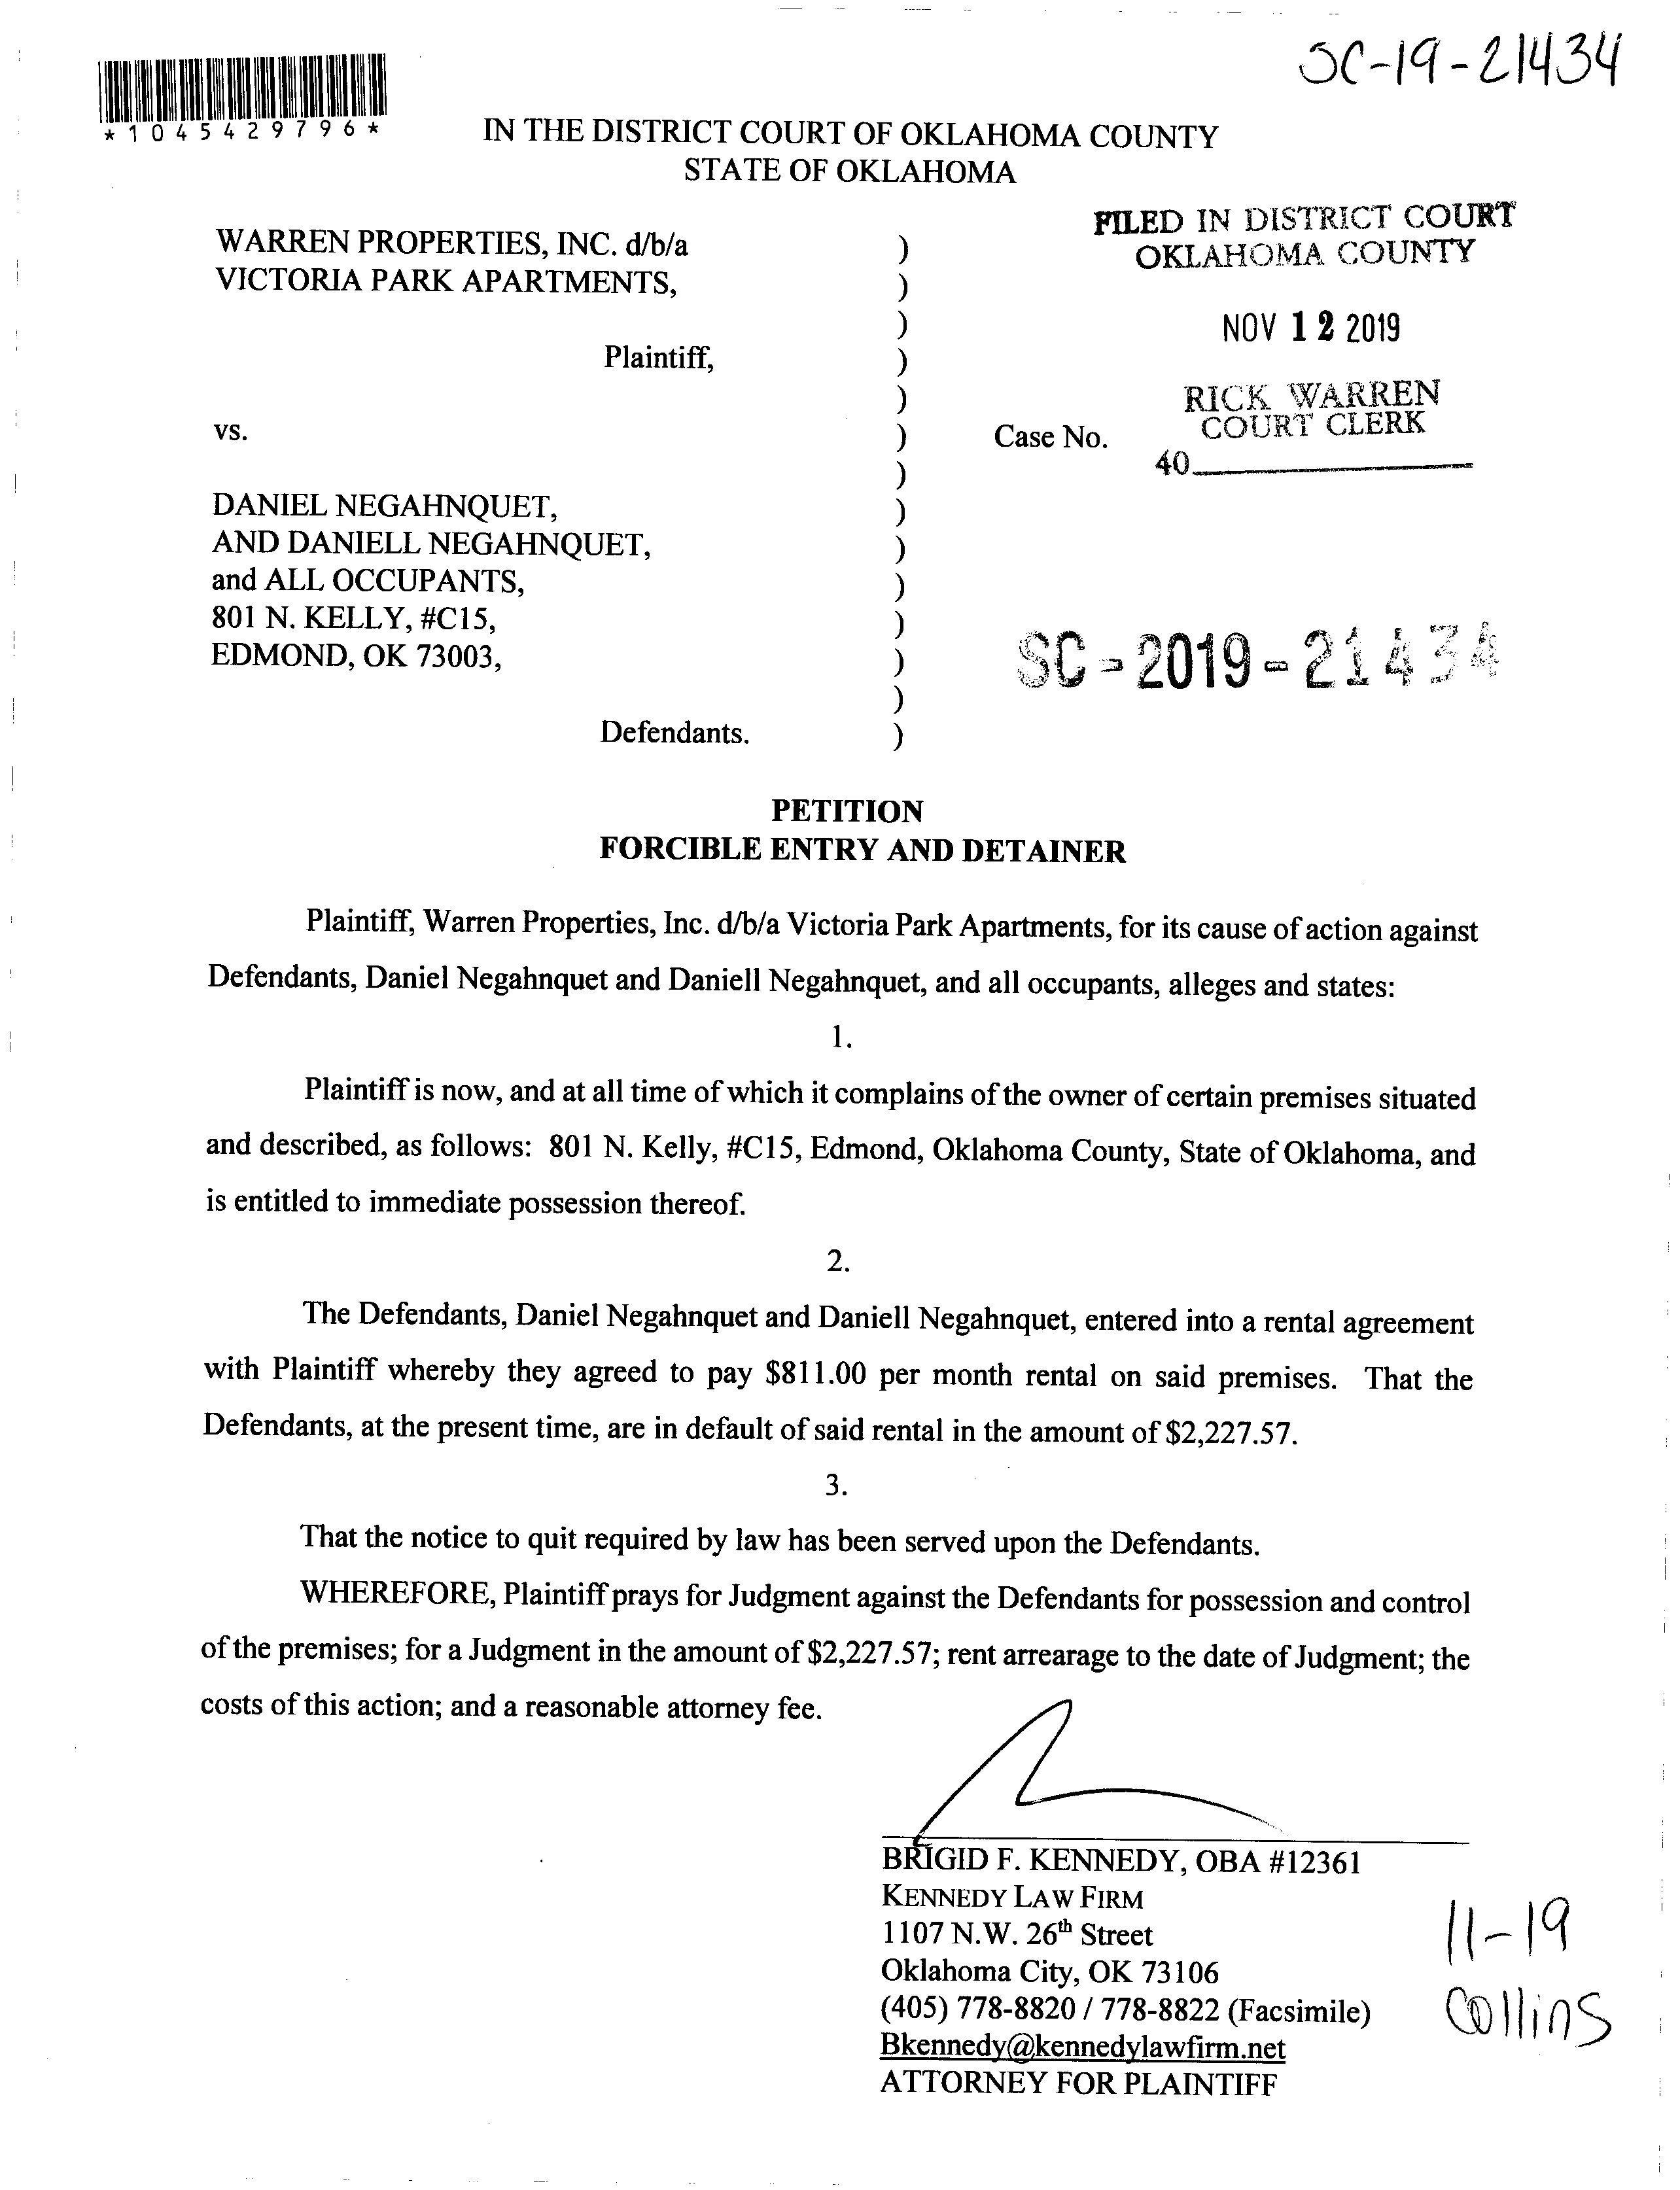 SC-19-21434
*1045429796*
IN THE DISTRICT COURT OF OKLAHOMA COUNTY
STATE OF OKLAHOMA
FILED IN DISTRICT COURT
OKLAHOMA COUNTY
WARREN PROPERTIES, INC. d/b/a )
VICTORIA PARK APARTMENTS, )
)
NOV 12 2019
Plaintiff, )
)
RICK WARREN
COURT CLERK
vs. ) Case No.
40
)
DANIEL NEGAHNQUET, )
AND DANIELL NEGAHNQUET, )
and ALL OCCUPANTS, )
801 N. KELLY, #C15, )
EDMOND, OK 73003, )
SC-2019-21434
)
Defendants. )
PETITION
FORCIBLE ENTRY AND DETAINER
Plaintiff, Warren Properties, Inc. d/b/a Victoria Park Apartments, for its cause of action against
Defendants, Daniel Negahnquet and Daniell Negahnquet, and all occupants, alleges and states:
1.
Plaintiff is now, and at all time of which it complains of the owner of certain premises situated
and described, as follows: 801 N. Kelly, #C15, Edmond, Oklahoma County, State of Oklahoma, and
is entitled to immediate possession thereof.
2.
The Defendants, Daniel Negahnquet and Daniell Negahnquet, entered into a rental agreement
with Plaintiff whereby they agreed to pay $811.00 per month rental on said premises. That the
Defendants, at the present time, are in default of said rental in the amount of $2,227.57.
3.
That the notice to quit required by law has been served upon the Defendants.
WHEREFORE, Plaintiff prays for Judgment against the Defendants for possession and control
of the premises; for a Judgment in the amount of $2,227.57; rent arrearage to the date of Judgment; the
costs of this action; and a reasonable attorney fee.
BRIGID F. KENNEDY, OBA #12361
KENNEDY LAW FIRM
1107 N.W. 26th Street
Oklahoma City, OK 73106
(405) 778-8820 / 778-8822 (Facsimile)
Bkennedy@kennedylawfirm.net
ATTORNEY FOR PLAINTIFF
11-19
Collins